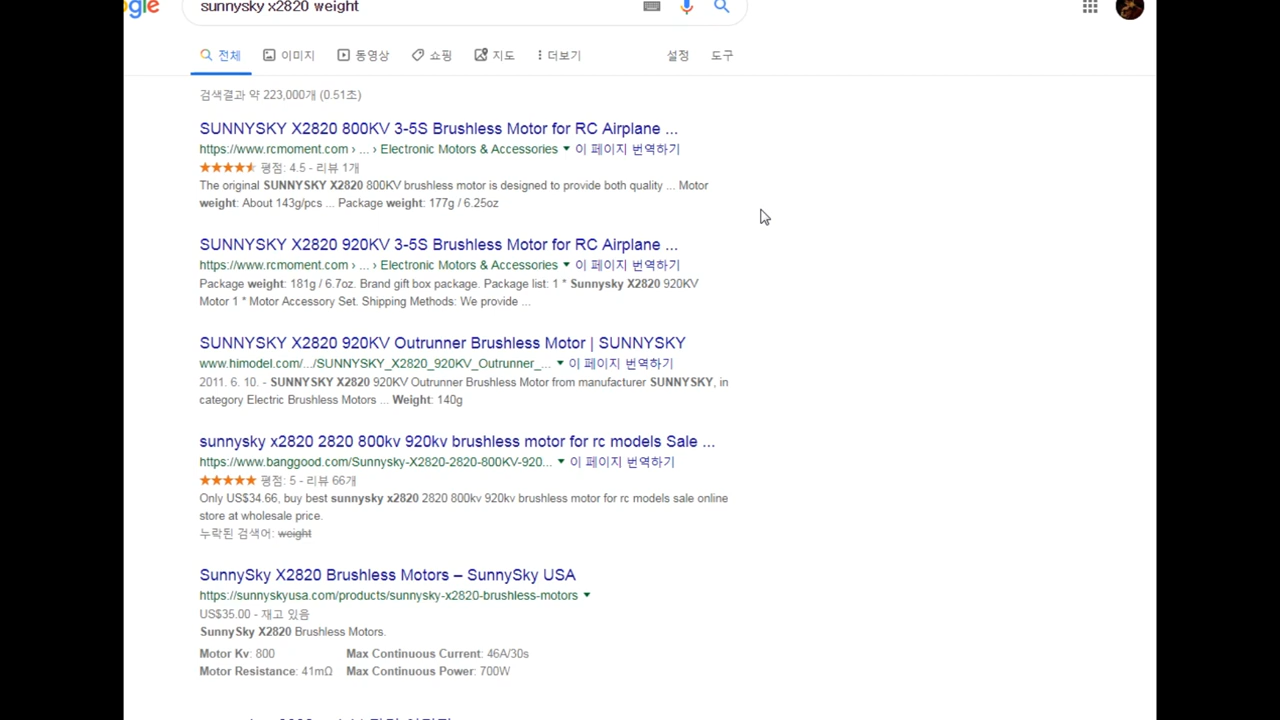 gle
sunnysky x2820 weight
전체 이미지 동영상 쇼핑 지도 더보기 설정 도구
검색결과 약 223,000개 (0.51초)
SUNNYSKY X2820 800KV 3-5S Brushless Motor for RC Airplane ...
https://www.rcmoment.com › ... › Electronic Motors & Accessories ▼ 이 페이지 번역하기
평점: 4.5 - 리뷰 1개
The original SUNNYSKY X2820 800KV brushless motor is designed to provide both quality ... Motor
weight: About 143g/pcs ... Package weight: 177g / 6.25oz
SUNNYSKY X2820 920KV 3-5S Brushless Motor for RC Airplane ...
https://www.rcmoment.com › ... › Electronic Motors & Accessories ▼ 이 페이지 번역하기
Package weight: 181g / 6.7oz. Brand gift box package. Package list: 1 * Sunnysky X2820 920KV
Motor 1 * Motor Accessory Set. Shipping Methods: We provide ...
SUNNYSKY X2820 920KV Outrunner Brushless Motor | SUNNYSKY
www.himodel.com/.../SUNNYSKY_X2820_920KV_Outrunner_... ▼ 이 페이지 번역하기
2011. 6. 10. - SUNNYSKY X2820 920KV Outrunner Brushless Motor from manufacturer SUNNYSKY, in
category Electric Brushless Motors ... Weight: 140g
sunnysky x2820 2820 800kv 920kv brushless motor for rc models Sale ...
https://www.banggood.com/Sunnysky-X2820-2820-800KV-920... ▼ 이 페이지 번역하기
평점: 5 - 리뷰 66개
Only US$34.66, buy best sunnysky x2820 2820 800kv 920kv brushless motor for rc models sale online
store at wholesale price.
누락된 검색어: weight
SunnySky X2820 Brushless Motors – SunnySky USA
https://sunnyskyusa.com/products/sunnysky-x2820-brushless-motors ▼
US$35.00 - 재고 있음
SunnySky X2820 Brushless Motors.
Motor Kv: 800 Max Continuous Current: 46A/30s
Motor Resistance: 41mΩ Max Continuous Power: 700W